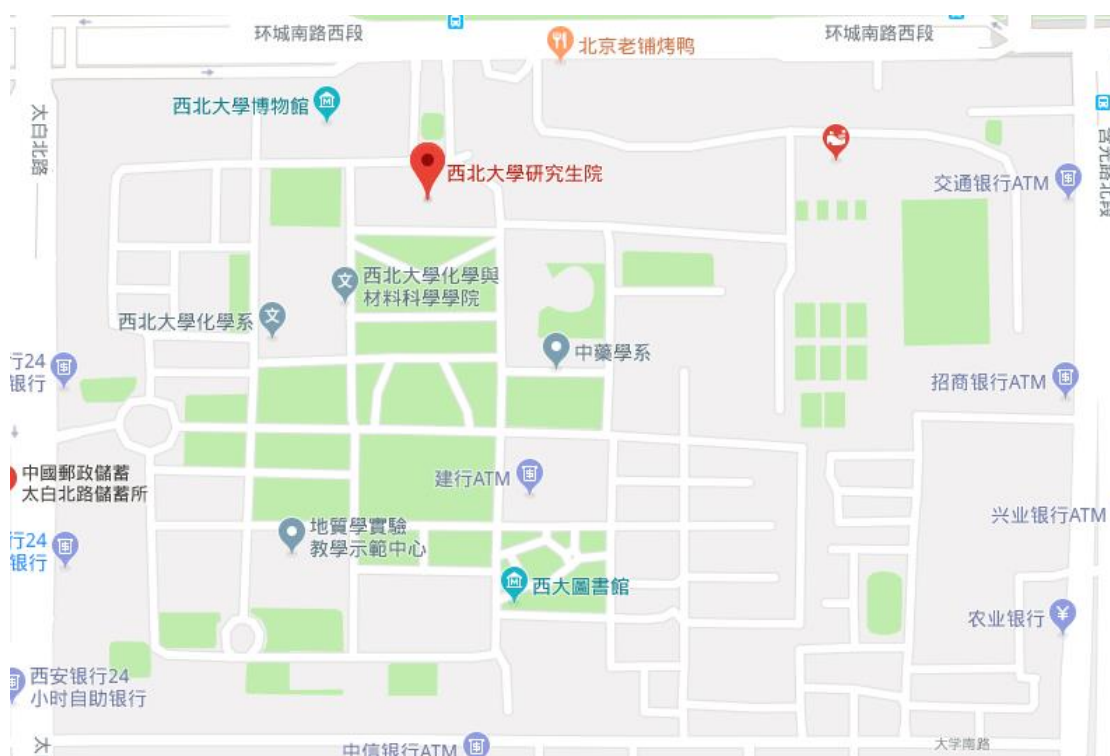 环城南路西段
环城南路西段
北京老铺烤鸭
西北大學博物館
太白北路
西北大學研究生院
交通银行ATM
含光路北段
西北大學化學與
材料科學學院
西北大學化學系
中藥學系
行24
银行
招商银行ATM
中國郵政儲蓄
太白北路儲蓄所
建行ATM
兴业银行ATM
地質學實驗
教學示範中心
行24
银行
西大圖書館
农业银行
西安银行24
小时自助银行
太
中信银行ATM
大学南路